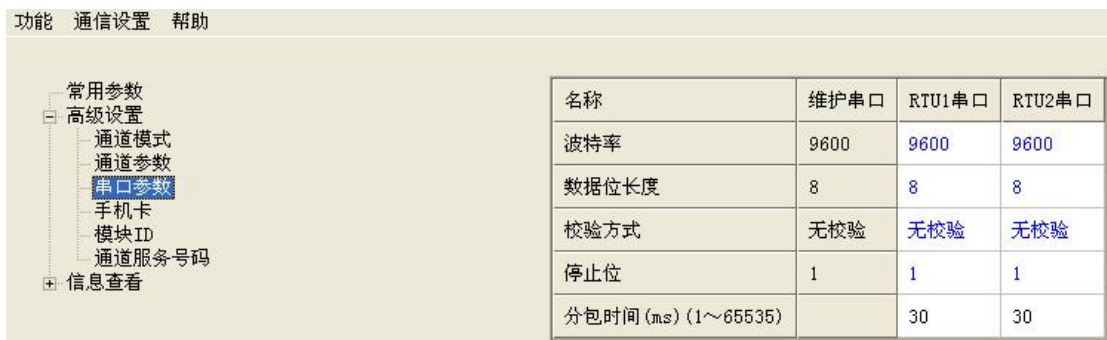 功能 通信设置 帮助
常用参数
高级设置
通道模式
通道参数
串口参数
手机卡
模块ID
通道服务号码
信息查看
名称 维护串口 RTU1串口 RTU2串口
波特率 9600 9600 9600
数据位长度 8 8 8
校验方式 无校验 无校验 无校验
停止位 1 1 1
分包时间(ms)(1～65535) 30 30